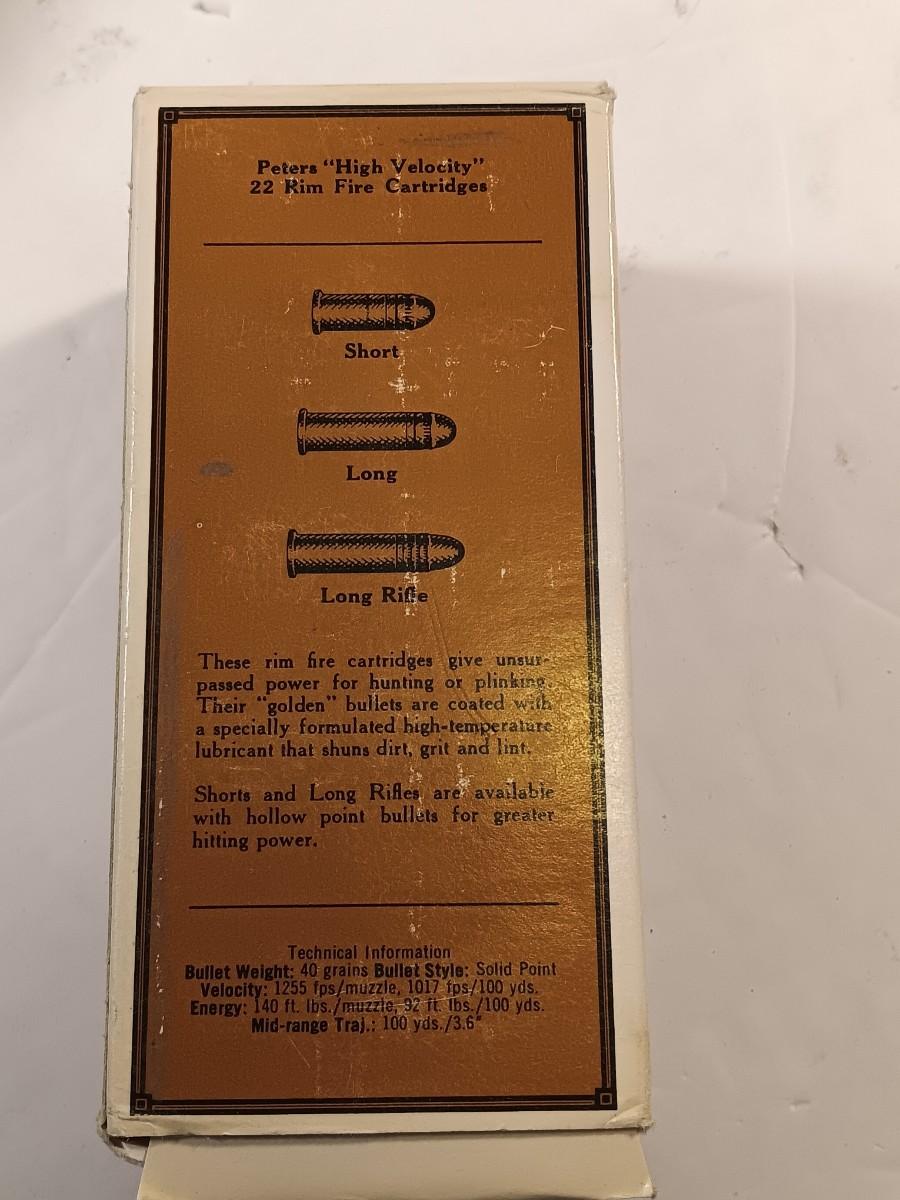 Peters "High Velocity"
22 Rim Fire Cartridges
Short
Long
Long Rifle
These rim fire cartridges give unsur-
passed power for hunting or plinking.
Their "golden" bullets are coated with
a specially formulated high-temperature
lubricant that shuns dirt, grit and lint.
Shorts and Long Rifles are available
with hollow point bullets for greater
hitting power.
Technical Information
Bullet Weight: 40 grains Bullet Style: Solid Point
Velocity: 1255 fps/muzzle, 1017 fps/100 yds.
Energy: 140 ft. lbs./muzzle, 92 ft. lbs./100 yds.
Mid-range Traj.: 100 yds./3.6"